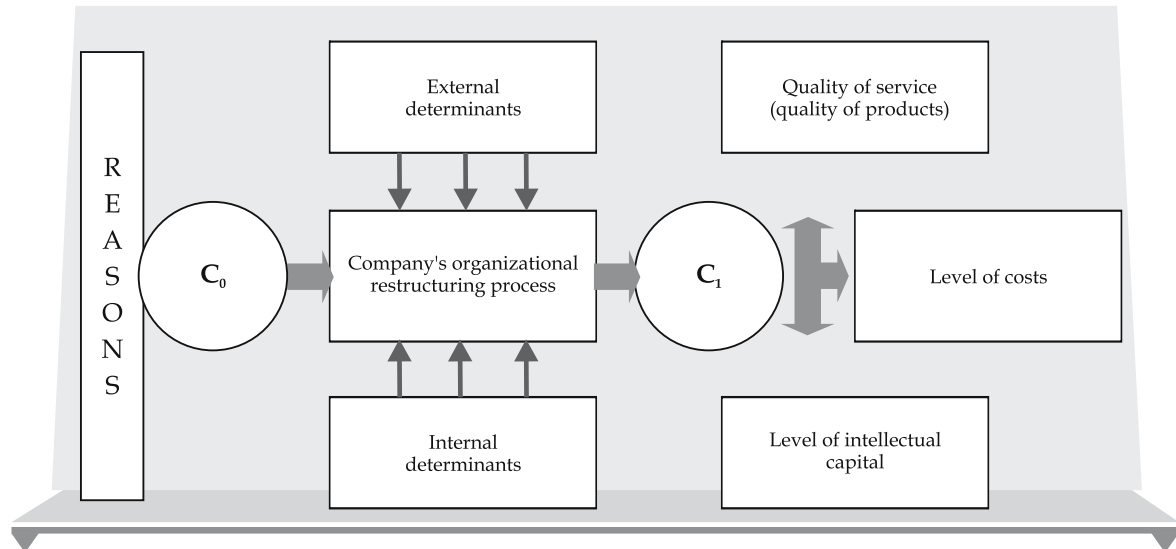 REASONS
C₀
External
determinants
Company's organizational
restructuring process
Internal
determinants
C₁
Quality of service
(quality of products)
Level of costs
Level of intellectual
capital